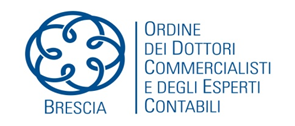 BRESCIA
ORDINE
DEI DOTTORI
COMMERCIALISTI
E DEGLI ESPERTI
CONTABILI